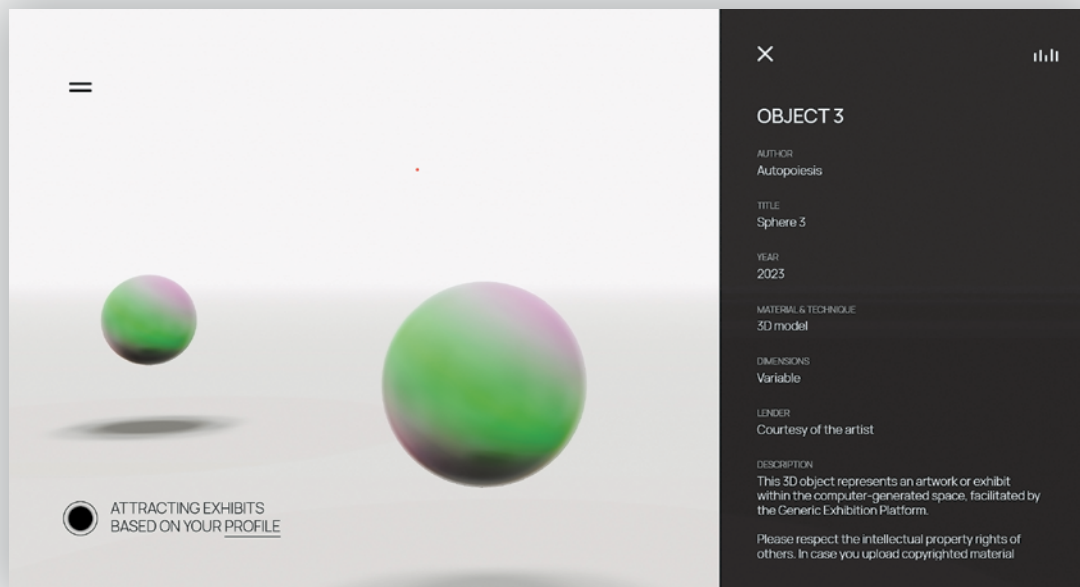 ATTRACTING EXHIBITS
BASED ON YOUR PROFILE
OBJECT 3
AUTHOR
Autopoiesis
TITLE
Sphere 3
YEAR
2023
MATERIAL & TECHNIQUE
3D model
DIMENSIONS
Variable
LENDER
Courtesy of the artist
DESCRIPTION
This 3D object represents an artwork or exhibit
within the computer-generated space, facilitated by
the Generic Exhibition Platform.
Please respect the intellectual property rights of
others. In case you upload copyrighted material